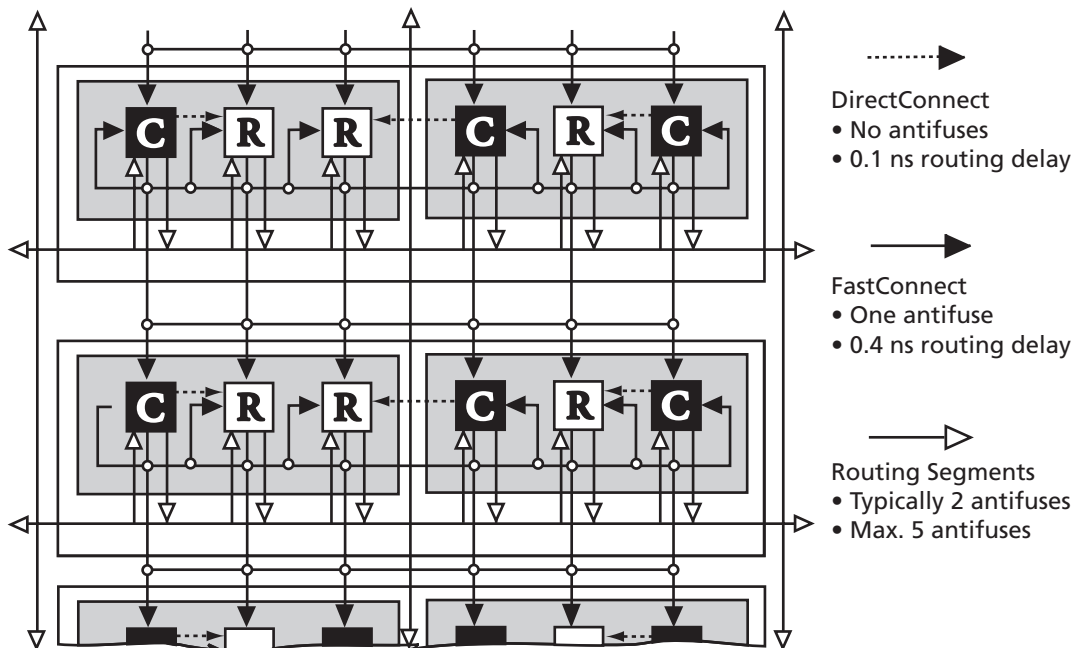 C R R C R C
DirectConnect
• No antifuses
• 0.1 ns routing delay
FastConnect
• One antifuse
• 0.4 ns routing delay
C R R C R C
Routing Segments
• Typically 2 antifuses
• Max. 5 antifuses